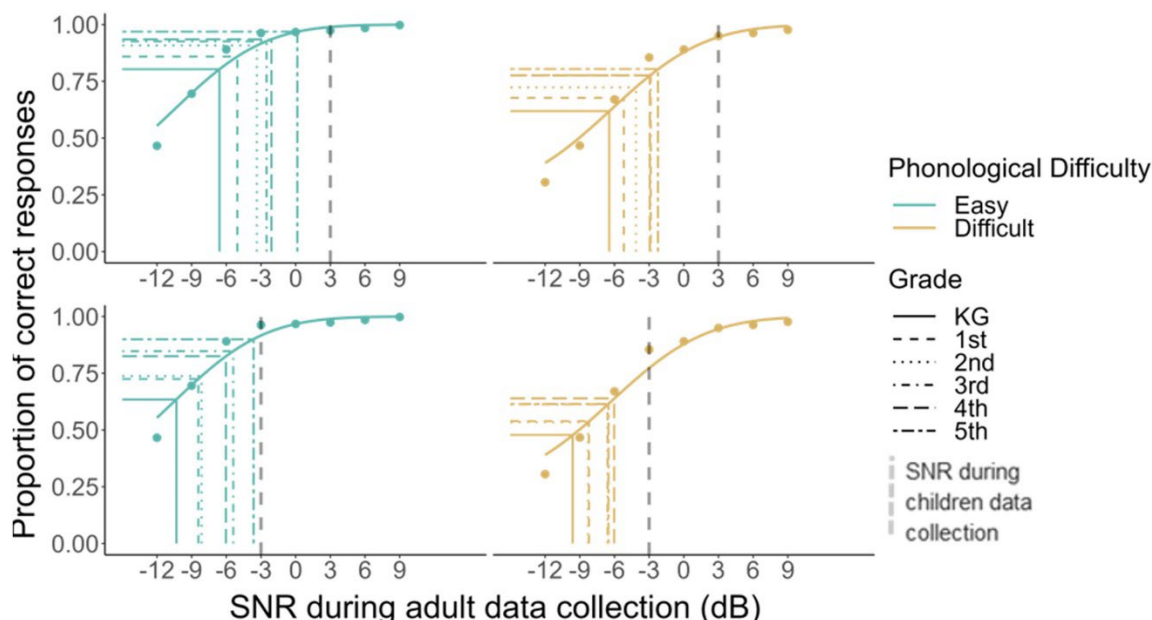 Proportion of correct responses
1.00
0.75
0.50
0.25
0.00
-12 -9 -6 -3 0 3 6 9
-12 -9 -6 -3 0 3 6 9
1.00
0.75
0.50
0.25
0.00
-12 -9 -6 -3 0 3 6 9
-12 -9 -6 -3 0 3 6 9
SNR during adult data collection (dB)
Phonological Difficulty
Easy
Difficult
Grade
KG
1st
2nd
3rd
4th
5th
SNR during
children data
collection